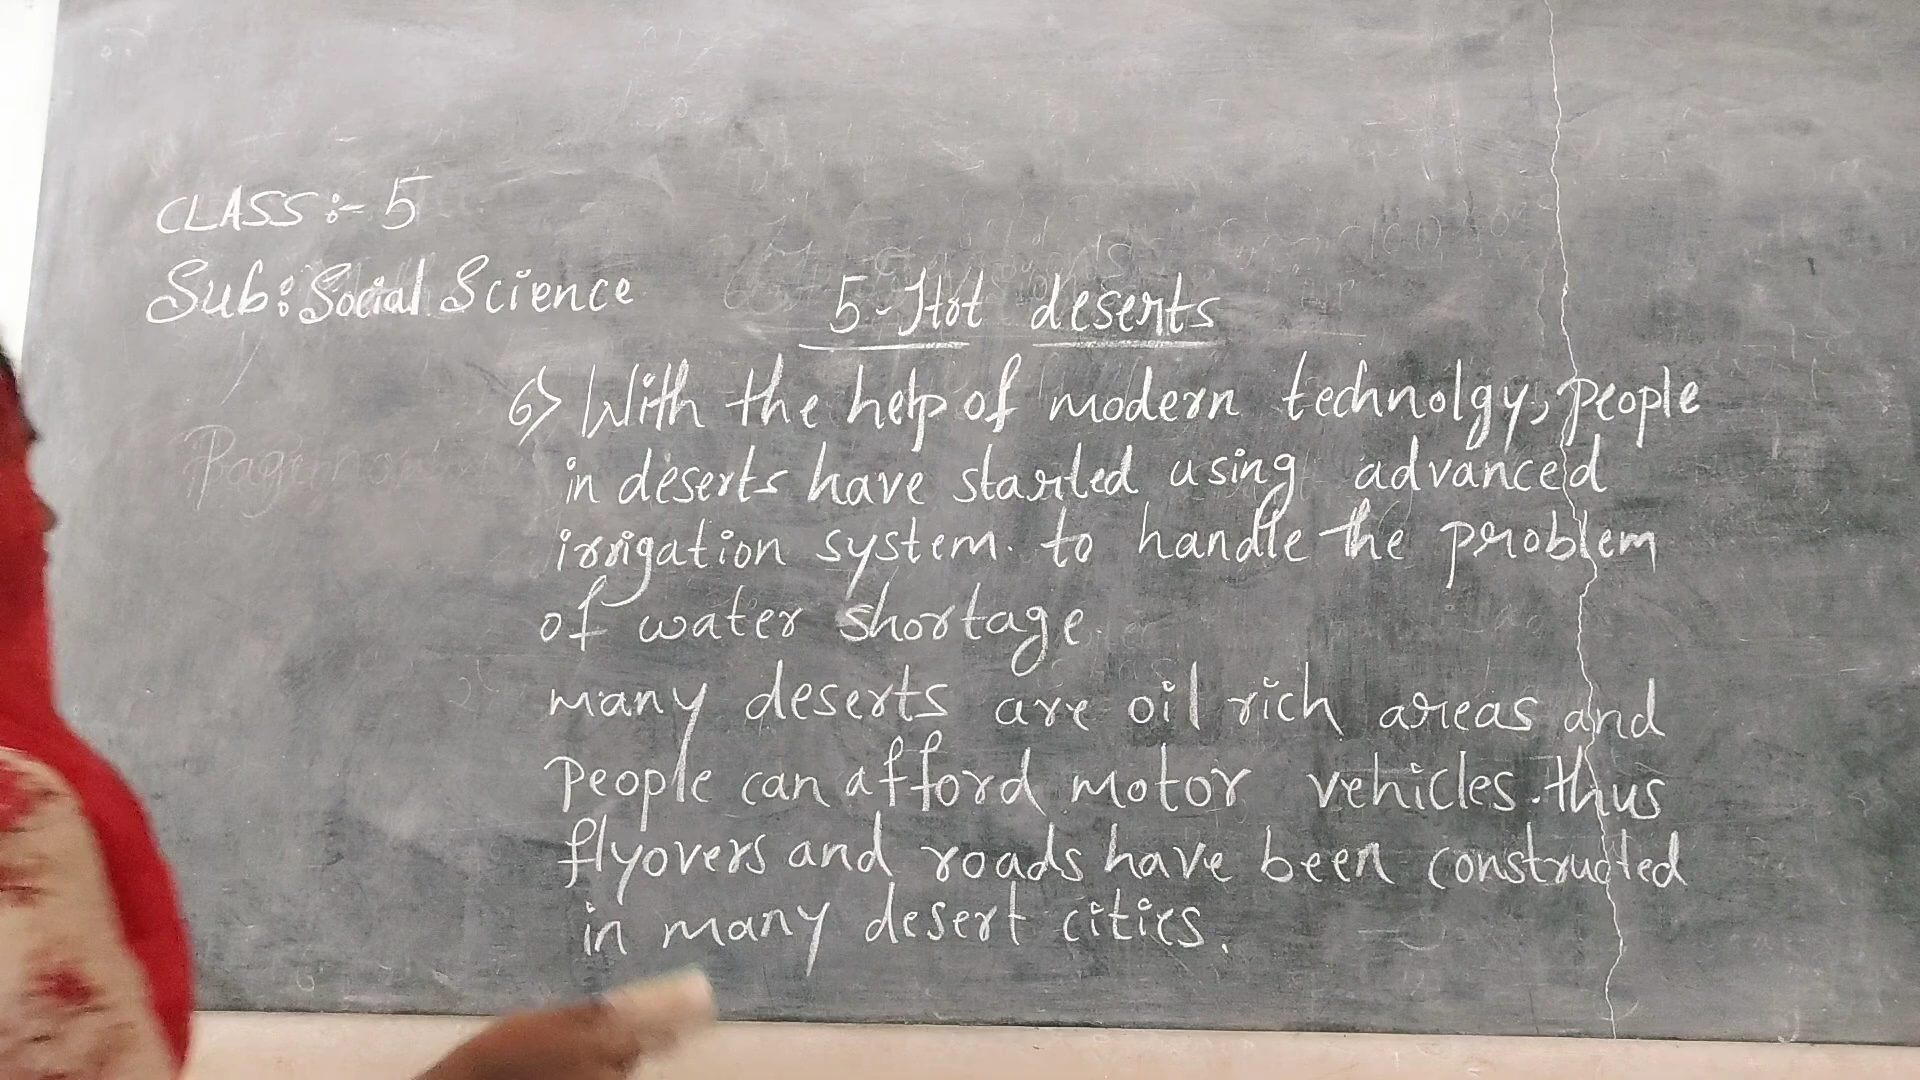 CLASS :- 5
Sub: Social Science
5-Hot deserts
6) With the help of modern technolgy, people
in deserts have started using advanced
irrigation system. to handle the problem
of water shortage.
many deserts are oil rich areas and
People can afford motor vehicles. thus
flyovers and roads have been constructed
in many desert cities.